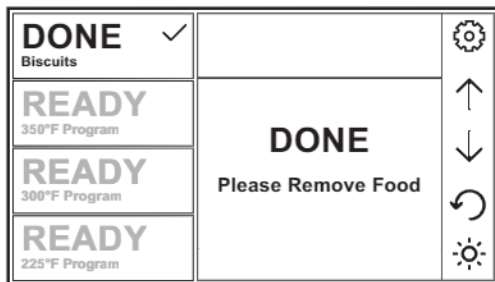 DONE
Biscuits
READY
350°F Program
READY
300°F Program
READY
225°F Program
DONE
Please Remove Food